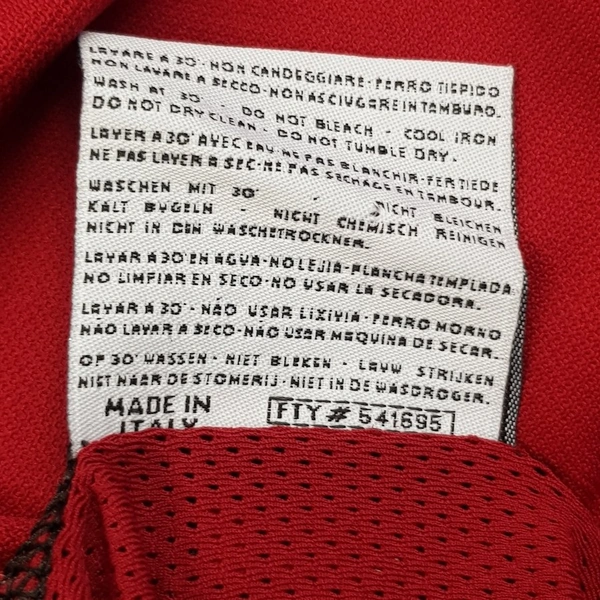 LAVARE A 30° - NON CANDEGGIARE - FERRO TIEPIDO
NON LAVARE A SECCO - NON ASCIUGARE IN TAMBURO.
WASH AT 30° - DO NOT BLEACH - COOL IRON
DO NOT DRY CLEAN - DO NOT TUMBLE DRY.
LAVER A 30° AVEC EAU - NE PAS BLANCHIR - FER TIEDE
NE PAS LAVER A SEC - NE PAS SECHAGE EN TAMBOUR.
WASCHEN MIT 30° - NICHT BLEICHEN
KALT BUGELN - NICHT CHEMISCH REINIGEN
NICHT IN DEN WASCHETROCKNER.
LAVAR A 30° EN AGUA - NO LEJIA - PLANCHA TEMPLADA
NO LIMPIAR EN SECO - NO USAR LA SECADORA.
LAVAR A 30° - NÃO USAR LIXIVIA - FERRO MORNO
NÃO LAVAR A SECO - NÃO USAR MAQUINA DE SECAR.
OP 30° WASSEN - NIET BLEKEN - LAUW STRIJKEN
NIET NAAR DE STOMERIJ - NIET IN DE WASDROGER.
MADE IN
ITALY
FTY # 541695